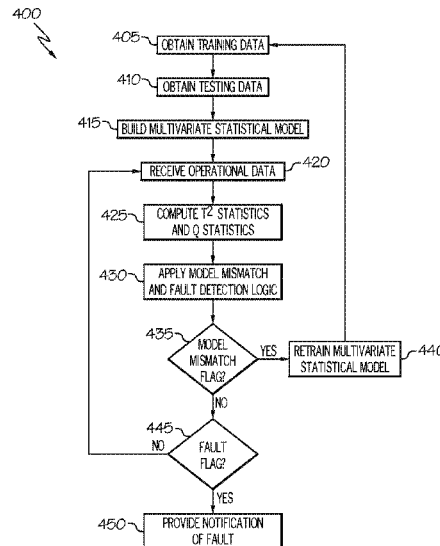 400
405
OBTAIN TRAINING DATA
410
OBTAIN TESTING DATA
415
BUILD MULTIVARIATE STATISTICAL MODEL
420
RECEIVE OPERATIONAL DATA
425
COMPUTE T² STATISTICS
AND Q STATISTICS
430
APPLY MODEL MISMATCH
AND FAULT DETECTION LOGIC
435
MODEL
MISMATCH
FLAG?
YES
RETRAIN MULTIVARIATE
STATISTICAL MODEL
440
NO
445
FAULT
FLAG?
NO
YES
450
PROVIDE NOTIFICATION
OF FAULT